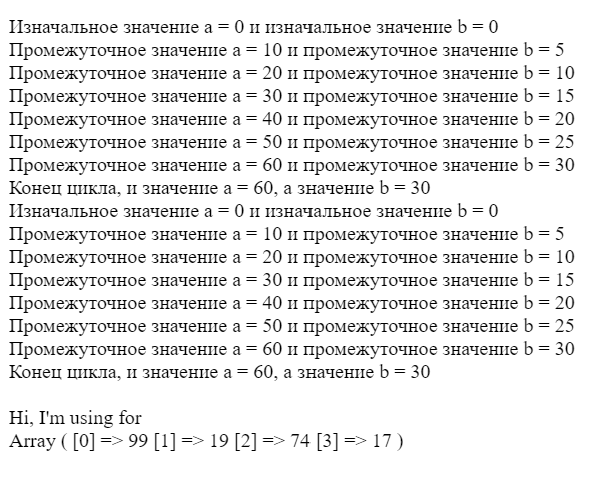 Изначальное значение a = 0 и изначальное значение b = 0
Промежуточное значение a = 10 и промежуточное значение b = 5
Промежуточное значение a = 20 и промежуточное значение b = 10
Промежуточное значение a = 30 и промежуточное значение b = 15
Промежуточное значение a = 40 и промежуточное значение b = 20
Промежуточное значение a = 50 и промежуточное значение b = 25
Промежуточное значение a = 60 и промежуточное значение b = 30
Конец цикла, и значение a = 60, а значение b = 30
Изначальное значение a = 0 и изначальное значение b = 0
Промежуточное значение a = 10 и промежуточное значение b = 5
Промежуточное значение a = 20 и промежуточное значение b = 10
Промежуточное значение a = 30 и промежуточное значение b = 15
Промежуточное значение a = 40 и промежуточное значение b = 20
Промежуточное значение a = 50 и промежуточное значение b = 25
Промежуточное значение a = 60 и промежуточное значение b = 30
Конец цикла, и значение a = 60, а значение b = 30
Hi, I'm using for
Array ( [0] => 99 [1] => 19 [2] => 74 [3] => 17 )